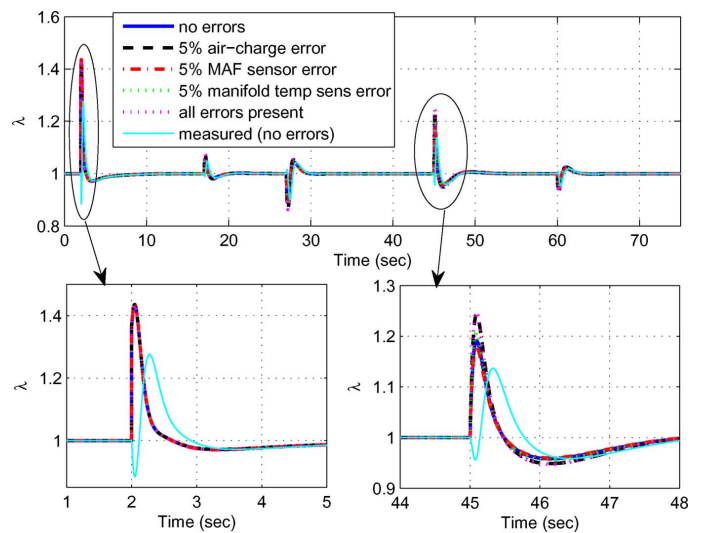 1.6
1.4
1.2
1
0.8
λ
no errors
5% air-charge error
5% MAF sensor error
5% manifold temp sens error
all errors present
measured (no errors)
0 10 20 30 40 50 60 70
Time (sec)
1.4
1.2
1
λ
1 2 3 4 5
Time (sec)
1.3
1.2
1.1
1
0.9
λ
44 45 46 47 48
Time (sec)